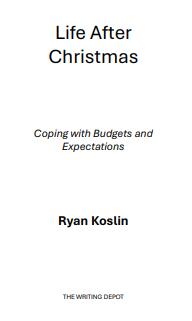 Life After
Christmas
Coping with Budgets and
Expectations
Ryan Koslin
THE WRITING DEPOT